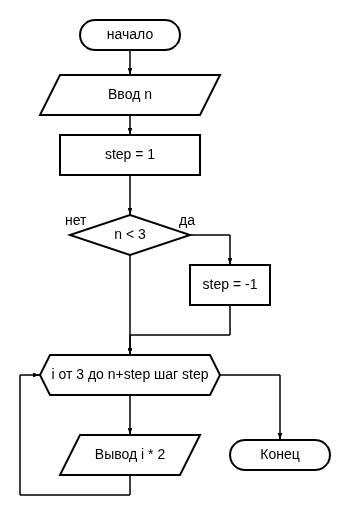 начало
Ввод n
step = 1
нет
да
n < 3
step = -1
i от 3 до n+step шаг step
Вывод i * 2
Конец